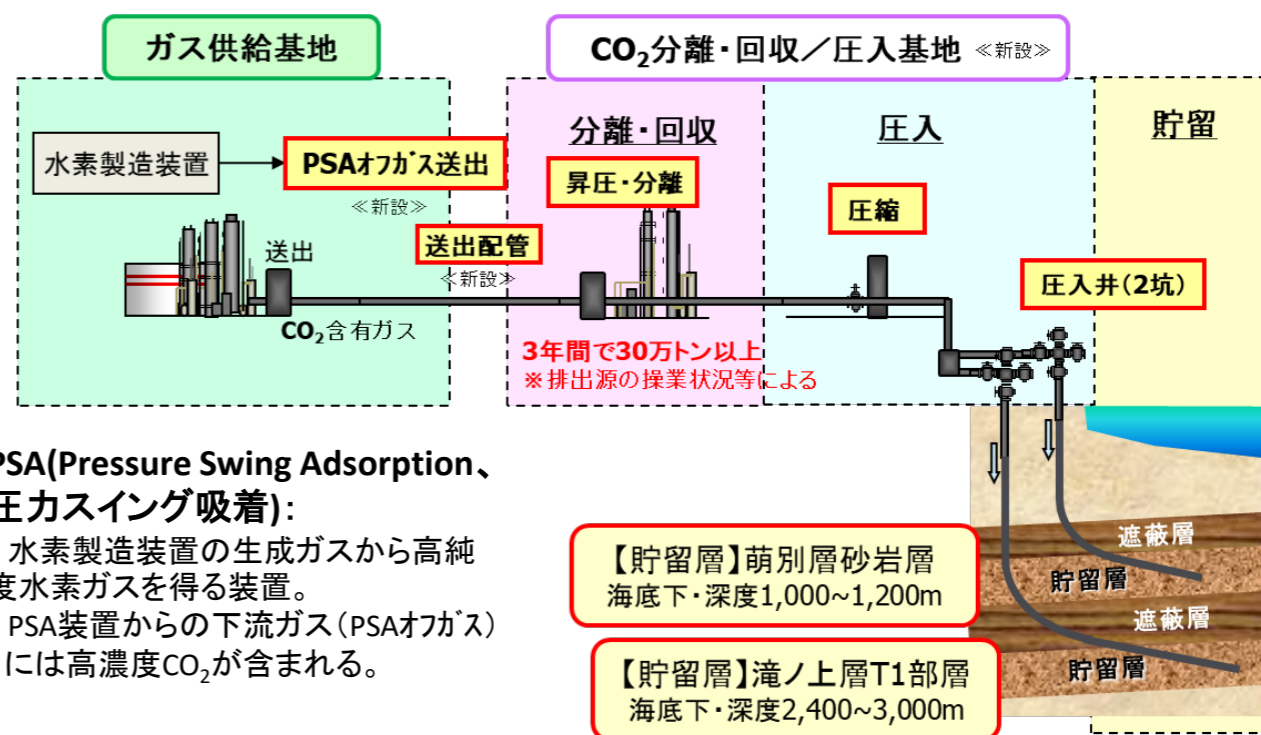 ガス供給基地
CO₂分離・回収／圧入基地 ≪新設≫
分離・回収
圧入
貯留
水素製造装置
PSAオフガス送出
≪新設≫
昇圧・分離
圧縮
送出
送出配管
≪新設≫
圧入井(2坑)
CO₂含有ガス
3年間で30万トン以上
※排出源の操業状況等による
PSA(Pressure Swing Adsorption、
圧力スイング吸着):
水素製造装置の生成ガスから高純
度水素ガスを得る装置。
PSA装置からの下流ガス(PSAオフガス)
には高濃度CO₂が含まれる。
【貯留層】萌別層砂岩層
海底下・深度1,000~1,200m
【貯留層】滝ノ上層T1部層
海底下・深度2,400~3,000m
遮蔽層
貯留層
遮蔽層
貯留層